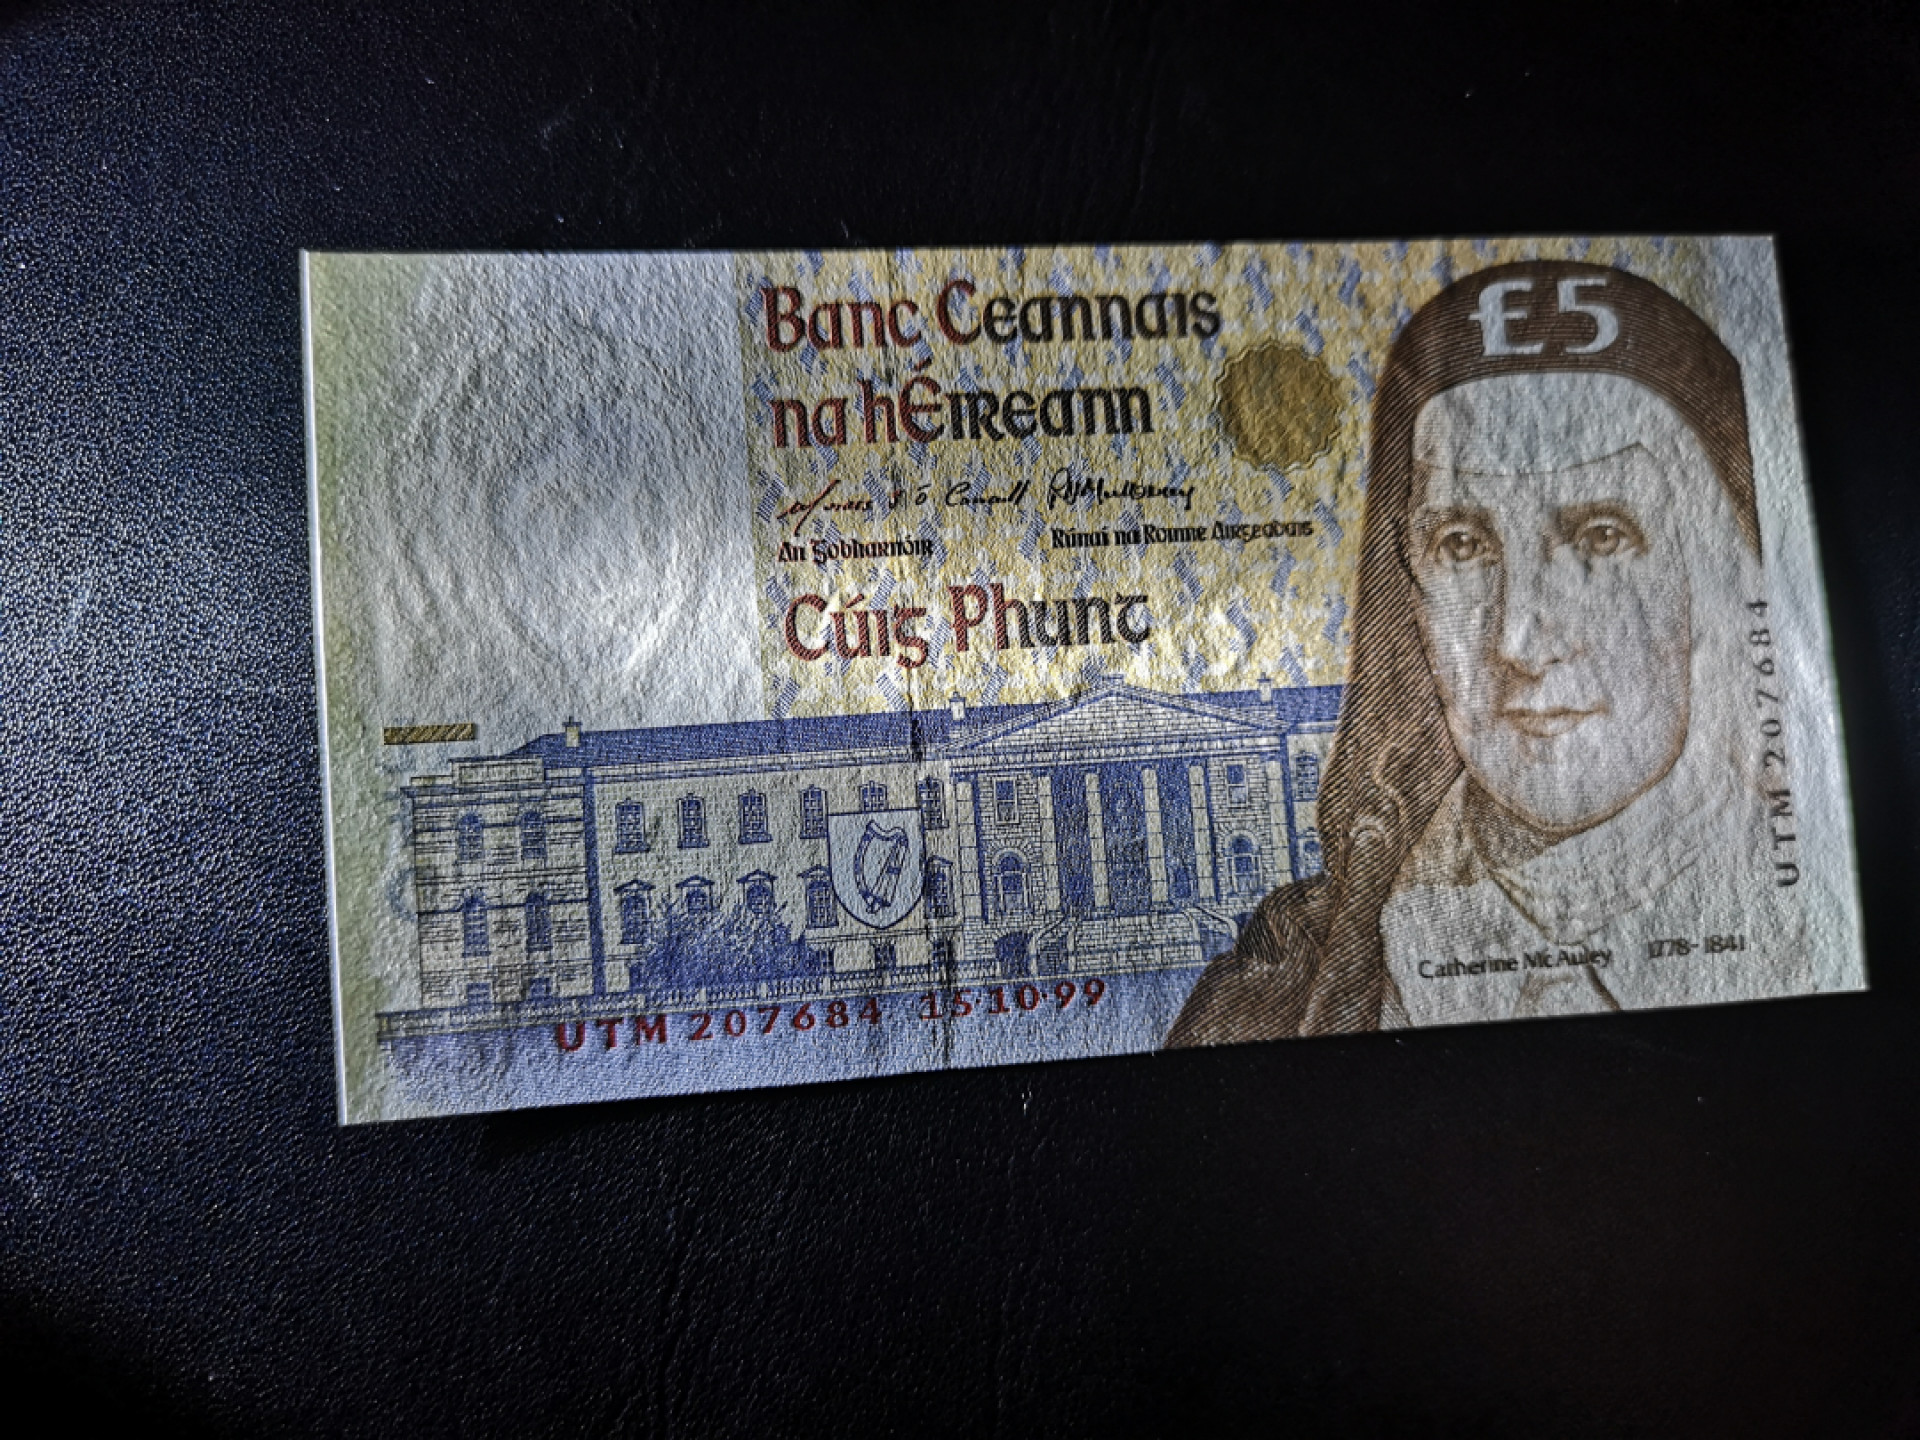 Banc Ceannais
£5
na hÉireann
An Gobharnóir
Rúnaí na Roinne Airgeadais
Cúig Phunt
UTM 207684
Catherine McAuley 1778-1841
UTM 207684 15·10·99